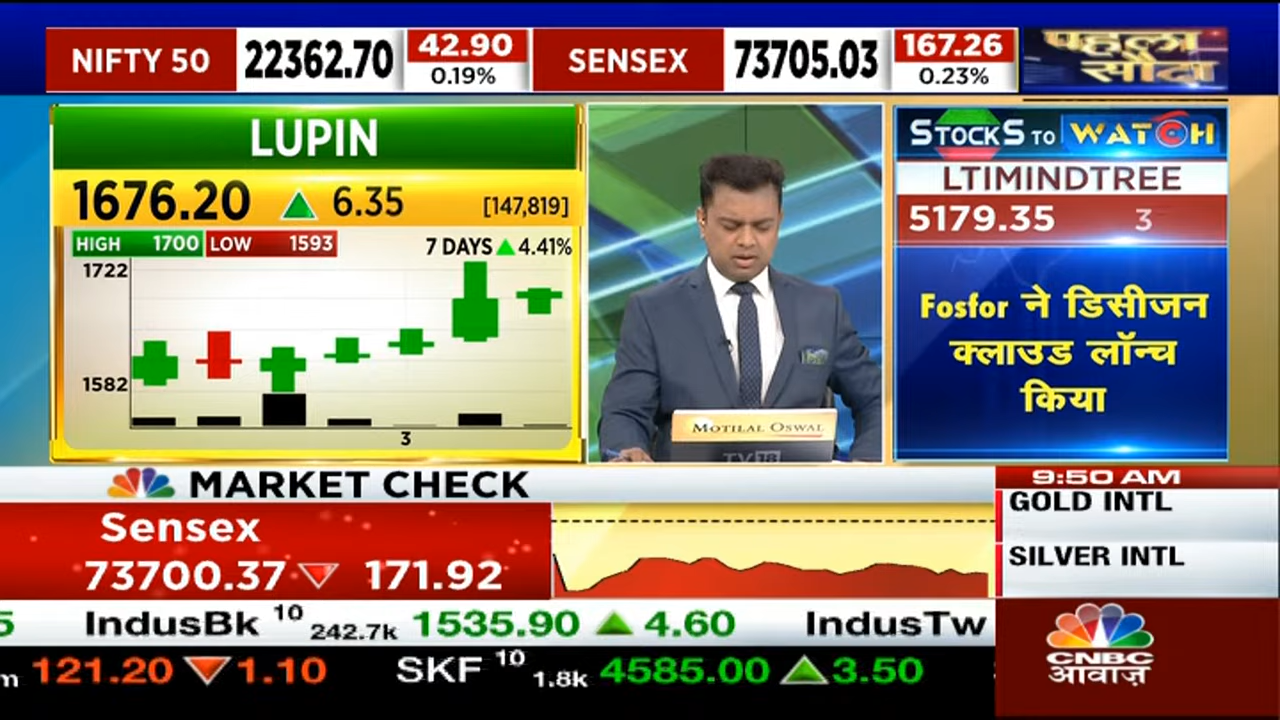 NIFTY 50 22362.70 42.90 0.19% SENSEX 73705.03 167.26 0.23% पहला सौदा
LUPIN
1676.20 6.35 [147,819]
HIGH 1700 LOW 1593 7 DAYS 4.41%
1722
1582
3
MOTILAL OSWAL
TV18
STOCKS TO WATCH
LTIMINDTREE
5179.35 3
Fosfor ने डिसीजन
क्लाउड लॉन्च
किया
MARKET CHECK
Sensex
73700.37 171.92
9:50 AM
GOLD INTL
SILVER INTL
5 IndusBk 10 242.7k 1535.90 4.60 IndusTw
m 121.20 1.10 SKF 10 1.8k 4585.00 3.50
CNBC
आवाज़